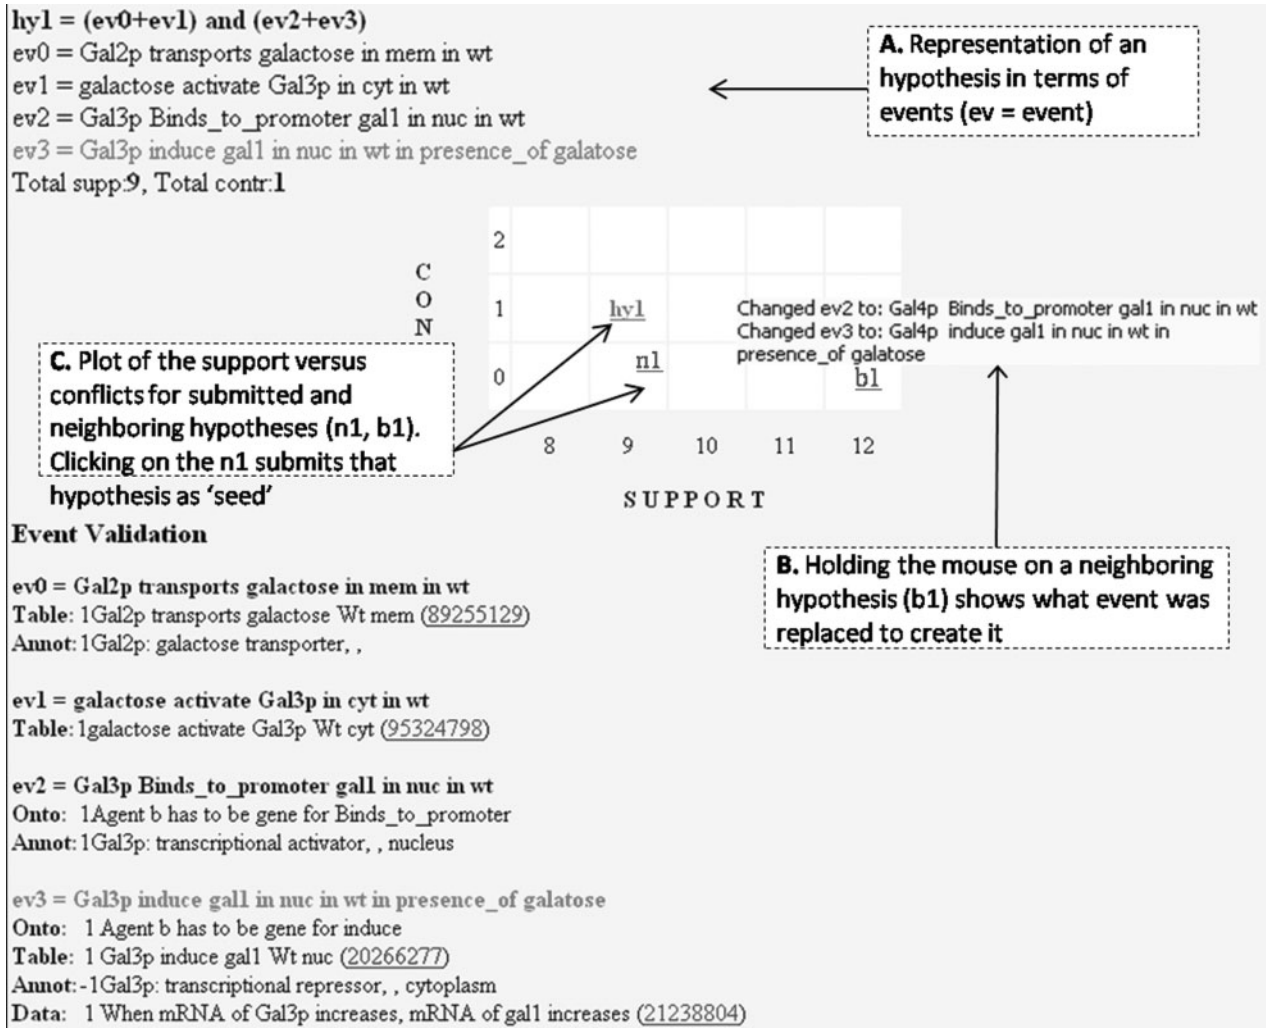 hy1 = (ev0+ev1) and (ev2+ev3)
ev0 = Gal2p transports galactose in mem in wt
ev1 = galactose activate Gal3p in cyt in wt
ev2 = Gal3p Binds_to_promoter gal1 in nuc in wt
ev3 = Gal3p induce gal1 in nuc in wt in presence_of galatose
Total supp:9, Total contr:1
A. Representation of an
hypothesis in terms of
events (ev = event)
2
C
O
N
1
0
hy1
n1
b1
Changed ev2 to: Gal4p Binds_to_promoter gal1 in nuc in wt
Changed ev3 to: Gal4p induce gal1 in nuc in wt in
presence_of galatose
C. Plot of the support versus
conflicts for submitted and
neighboring hypotheses (n1, b1).
Clicking on the n1 submits that
hypothesis as ‘seed’
8 9 10 11 12
S U P P O R T
B. Holding the mouse on a neighboring
hypothesis (b1) shows what event was
replaced to create it
Event Validation
ev0 = Gal2p transports galactose in mem in wt
Table: 1Gal2p transports galactose Wt mem (89255129)
Annot: 1Gal2p: galactose transporter, ,
ev1 = galactose activate Gal3p in cyt in wt
Table: 1galactose activate Gal3p Wt cyt (95324798)
ev2 = Gal3p Binds_to_promoter gal1 in nuc in wt
Onto: 1Agent b has to be gene for Binds_to_promoter
Annot: 1Gal3p: transcriptional activator, , nucleus
ev3 = Gal3p induce gal1 in nuc in wt in presence_of galatose
Onto: 1 Agent b has to be gene for induce
Table: 1 Gal3p induce gal1 Wt nuc (20266277)
Annot: -1Gal3p: transcriptional repressor, , cytoplasm
Data: 1 When mRNA of Gal3p increases, mRNA of gal1 increases (21238804)